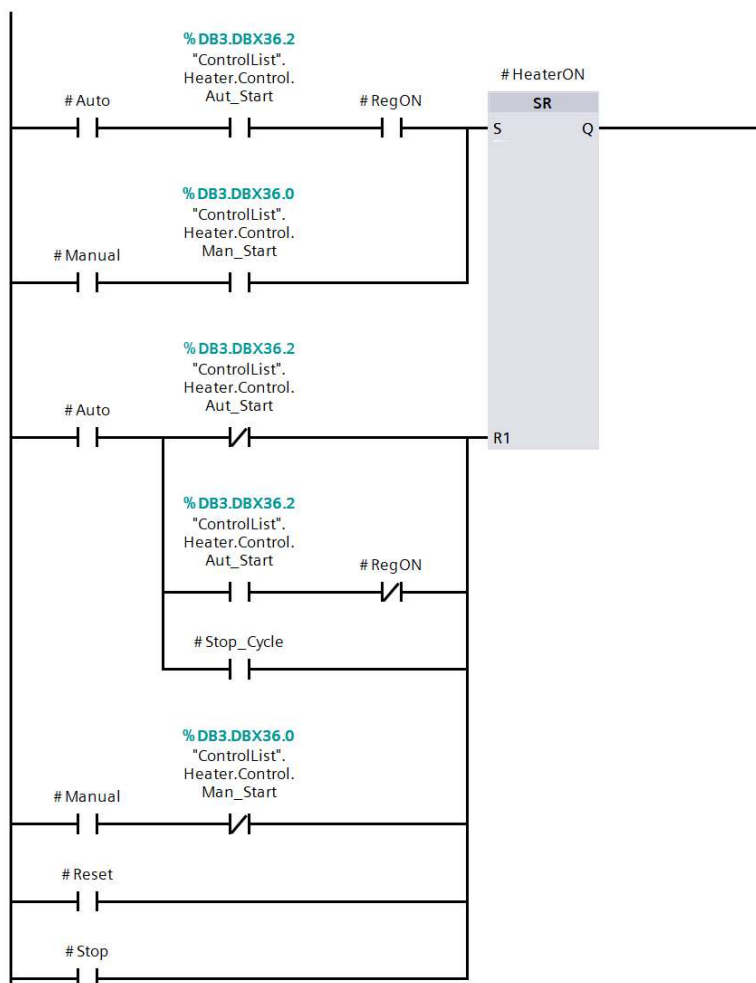 %DB3.DBX36.2
"ControlList".
Heater.Control.
Aut_Start
#HeaterON
#Auto
#RegON
SR
S
Q
%DB3.DBX36.0
"ControlList".
Heater.Control.
Man_Start
#Manual
%DB3.DBX36.2
"ControlList".
Heater.Control.
Aut_Start
#Auto
R1
%DB3.DBX36.2
"ControlList".
Heater.Control.
Aut_Start
#RegON
#Stop_Cycle
%DB3.DBX36.0
"ControlList".
Heater.Control.
Man_Start
#Manual
#Reset
#Stop